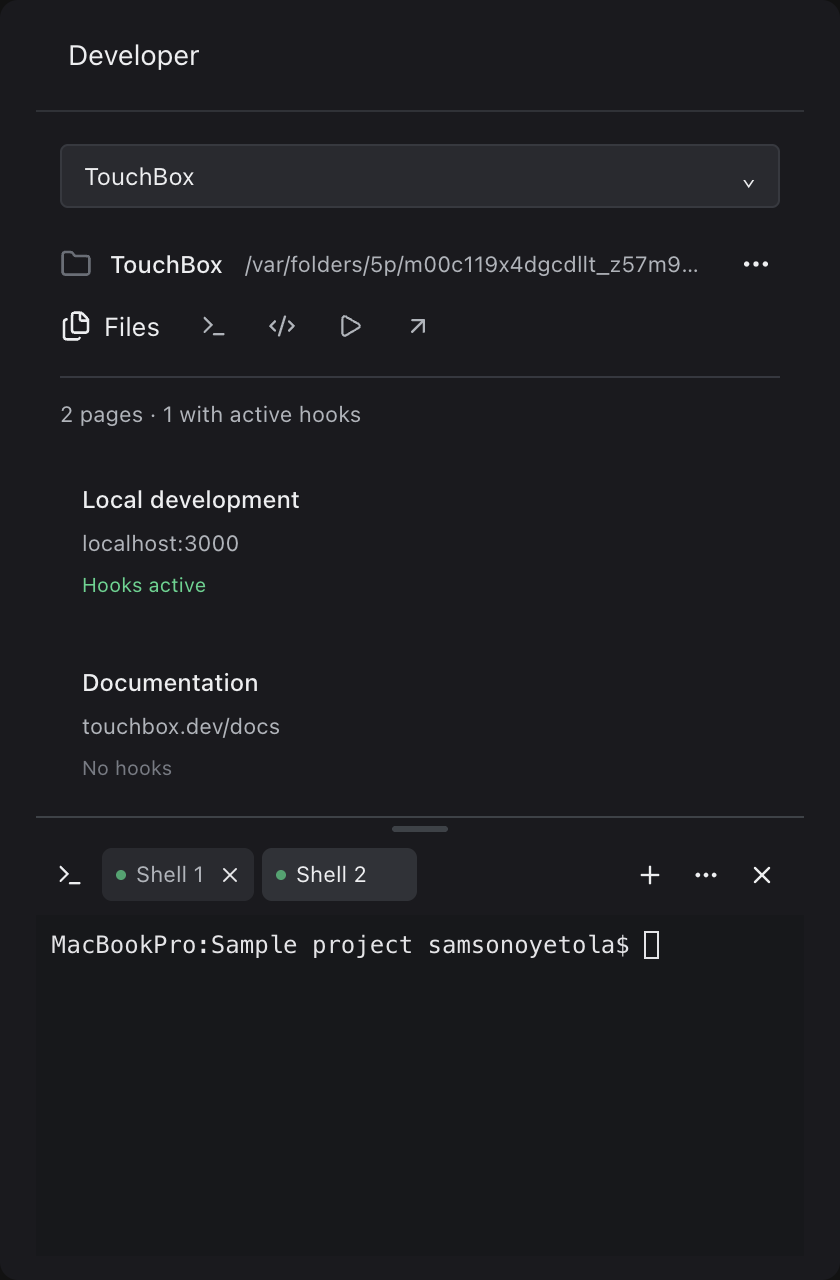 Developer
TouchBox
TouchBox /var/folders/5p/m00c119x4dgcdllt_z57m9...
Files
2 pages · 1 with active hooks
Local development
localhost:3000
Hooks active
Documentation
touchbox.dev/docs
No hooks
Shell 1 Shell 2
MacBookPro:Sample project samsonoyetola$